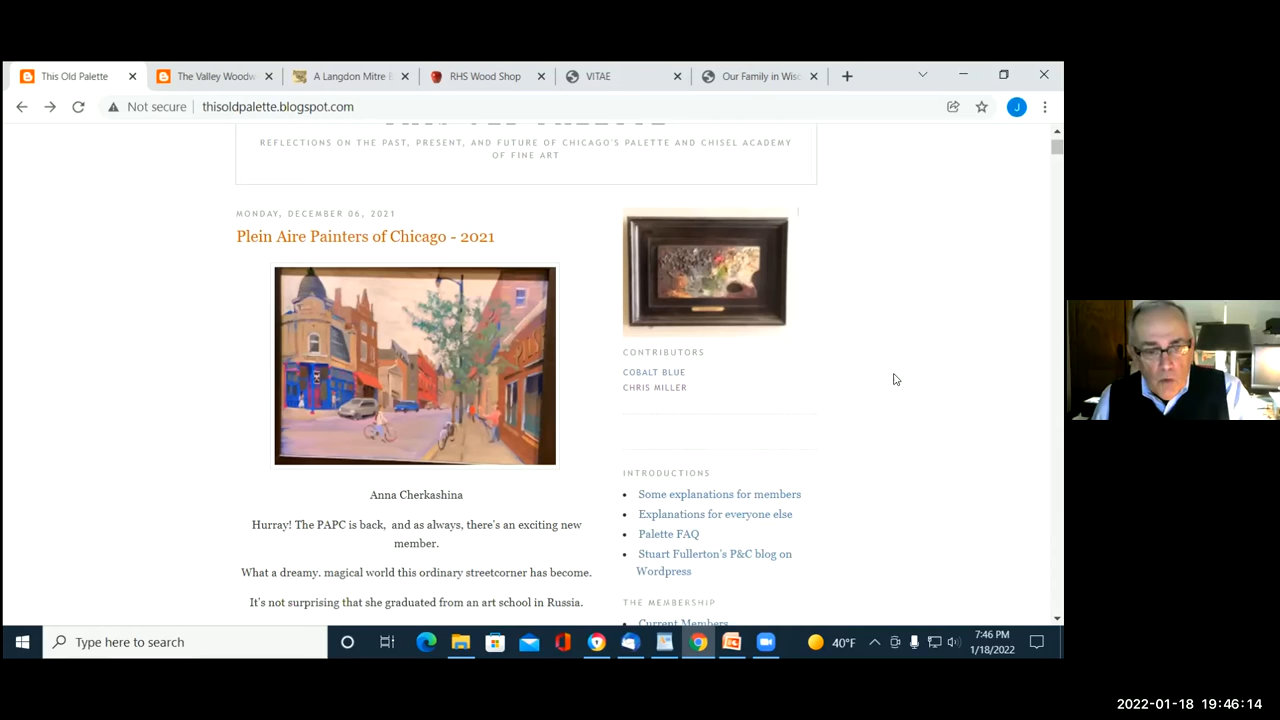 This Old Palette
The Valley Woodw
A Langdon Mitre B
RHS Wood Shop
VITAE
Our Family in Wisc
Not secure
thisoldpalette.blogspot.com
J
REFLECTIONS ON THE PAST, PRESENT, AND FUTURE OF CHICAGO'S PALETTE AND CHISEL ACADEMY
OF FINE ART
MONDAY, DECEMBER 06, 2021
Plein Aire Painters of Chicago - 2021
Anna Cherkashina
Hurray! The PAPC is back, and as always, there's an exciting new
member.
What a dreamy. magical world this ordinary streetcorner has become.
It's not surprising that she graduated from an art school in Russia.
CONTRIBUTORS
COBALT BLUE
CHRIS MILLER
INTRODUCTIONS
Some explanations for members
Explanations for everyone else
Palette FAQ
Stuart Fullerton's P&C blog on
Wordpress
THE MEMBERSHIP
Current Members
Type here to search
40°F
7:46 PM
1/18/2022
2022-01-18 19:46:14